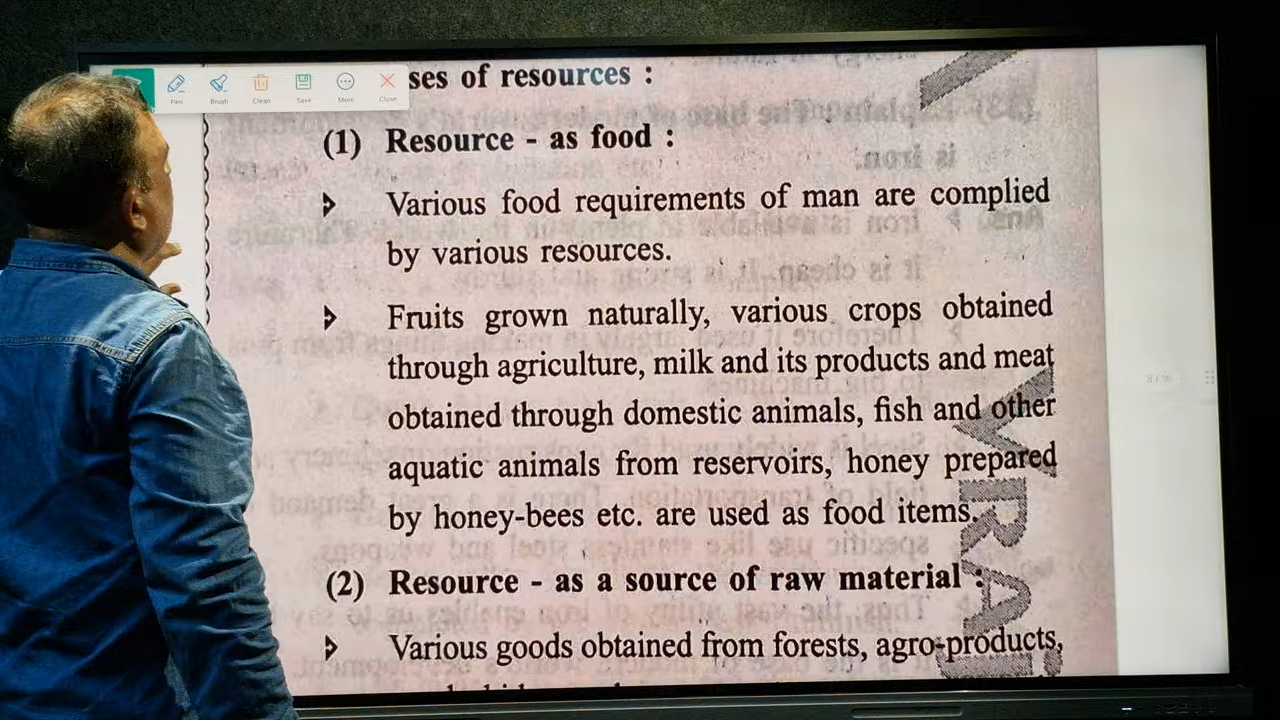 Pen Brush Clean Save More Close
ses of resources :
(1) Resource - as food :
Various food requirements of man are complied
by various resources.
Fruits grown naturally, various crops obtained
through agriculture, milk and its products and meat
obtained through domestic animals, fish and other
aquatic animals from reservoirs, honey prepared
by honey-bees etc. are used as food items.
(2) Resource - as a source of raw material :
Various goods obtained from forests, agro-products,